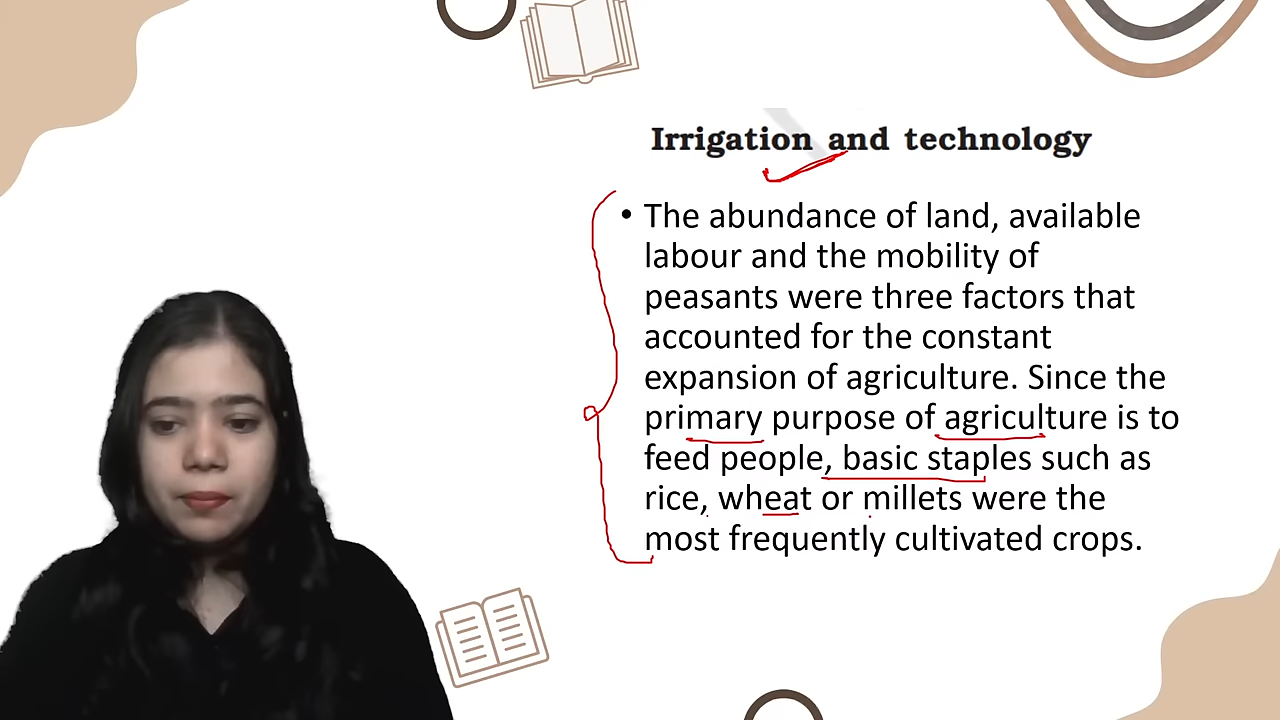 Irrigation and technology
• The abundance of land, available
labour and the mobility of
peasants were three factors that
accounted for the constant
expansion of agriculture. Since the
primary purpose of agriculture is to
feed people, basic staples such as
rice, wheat or millets were the
most frequently cultivated crops.